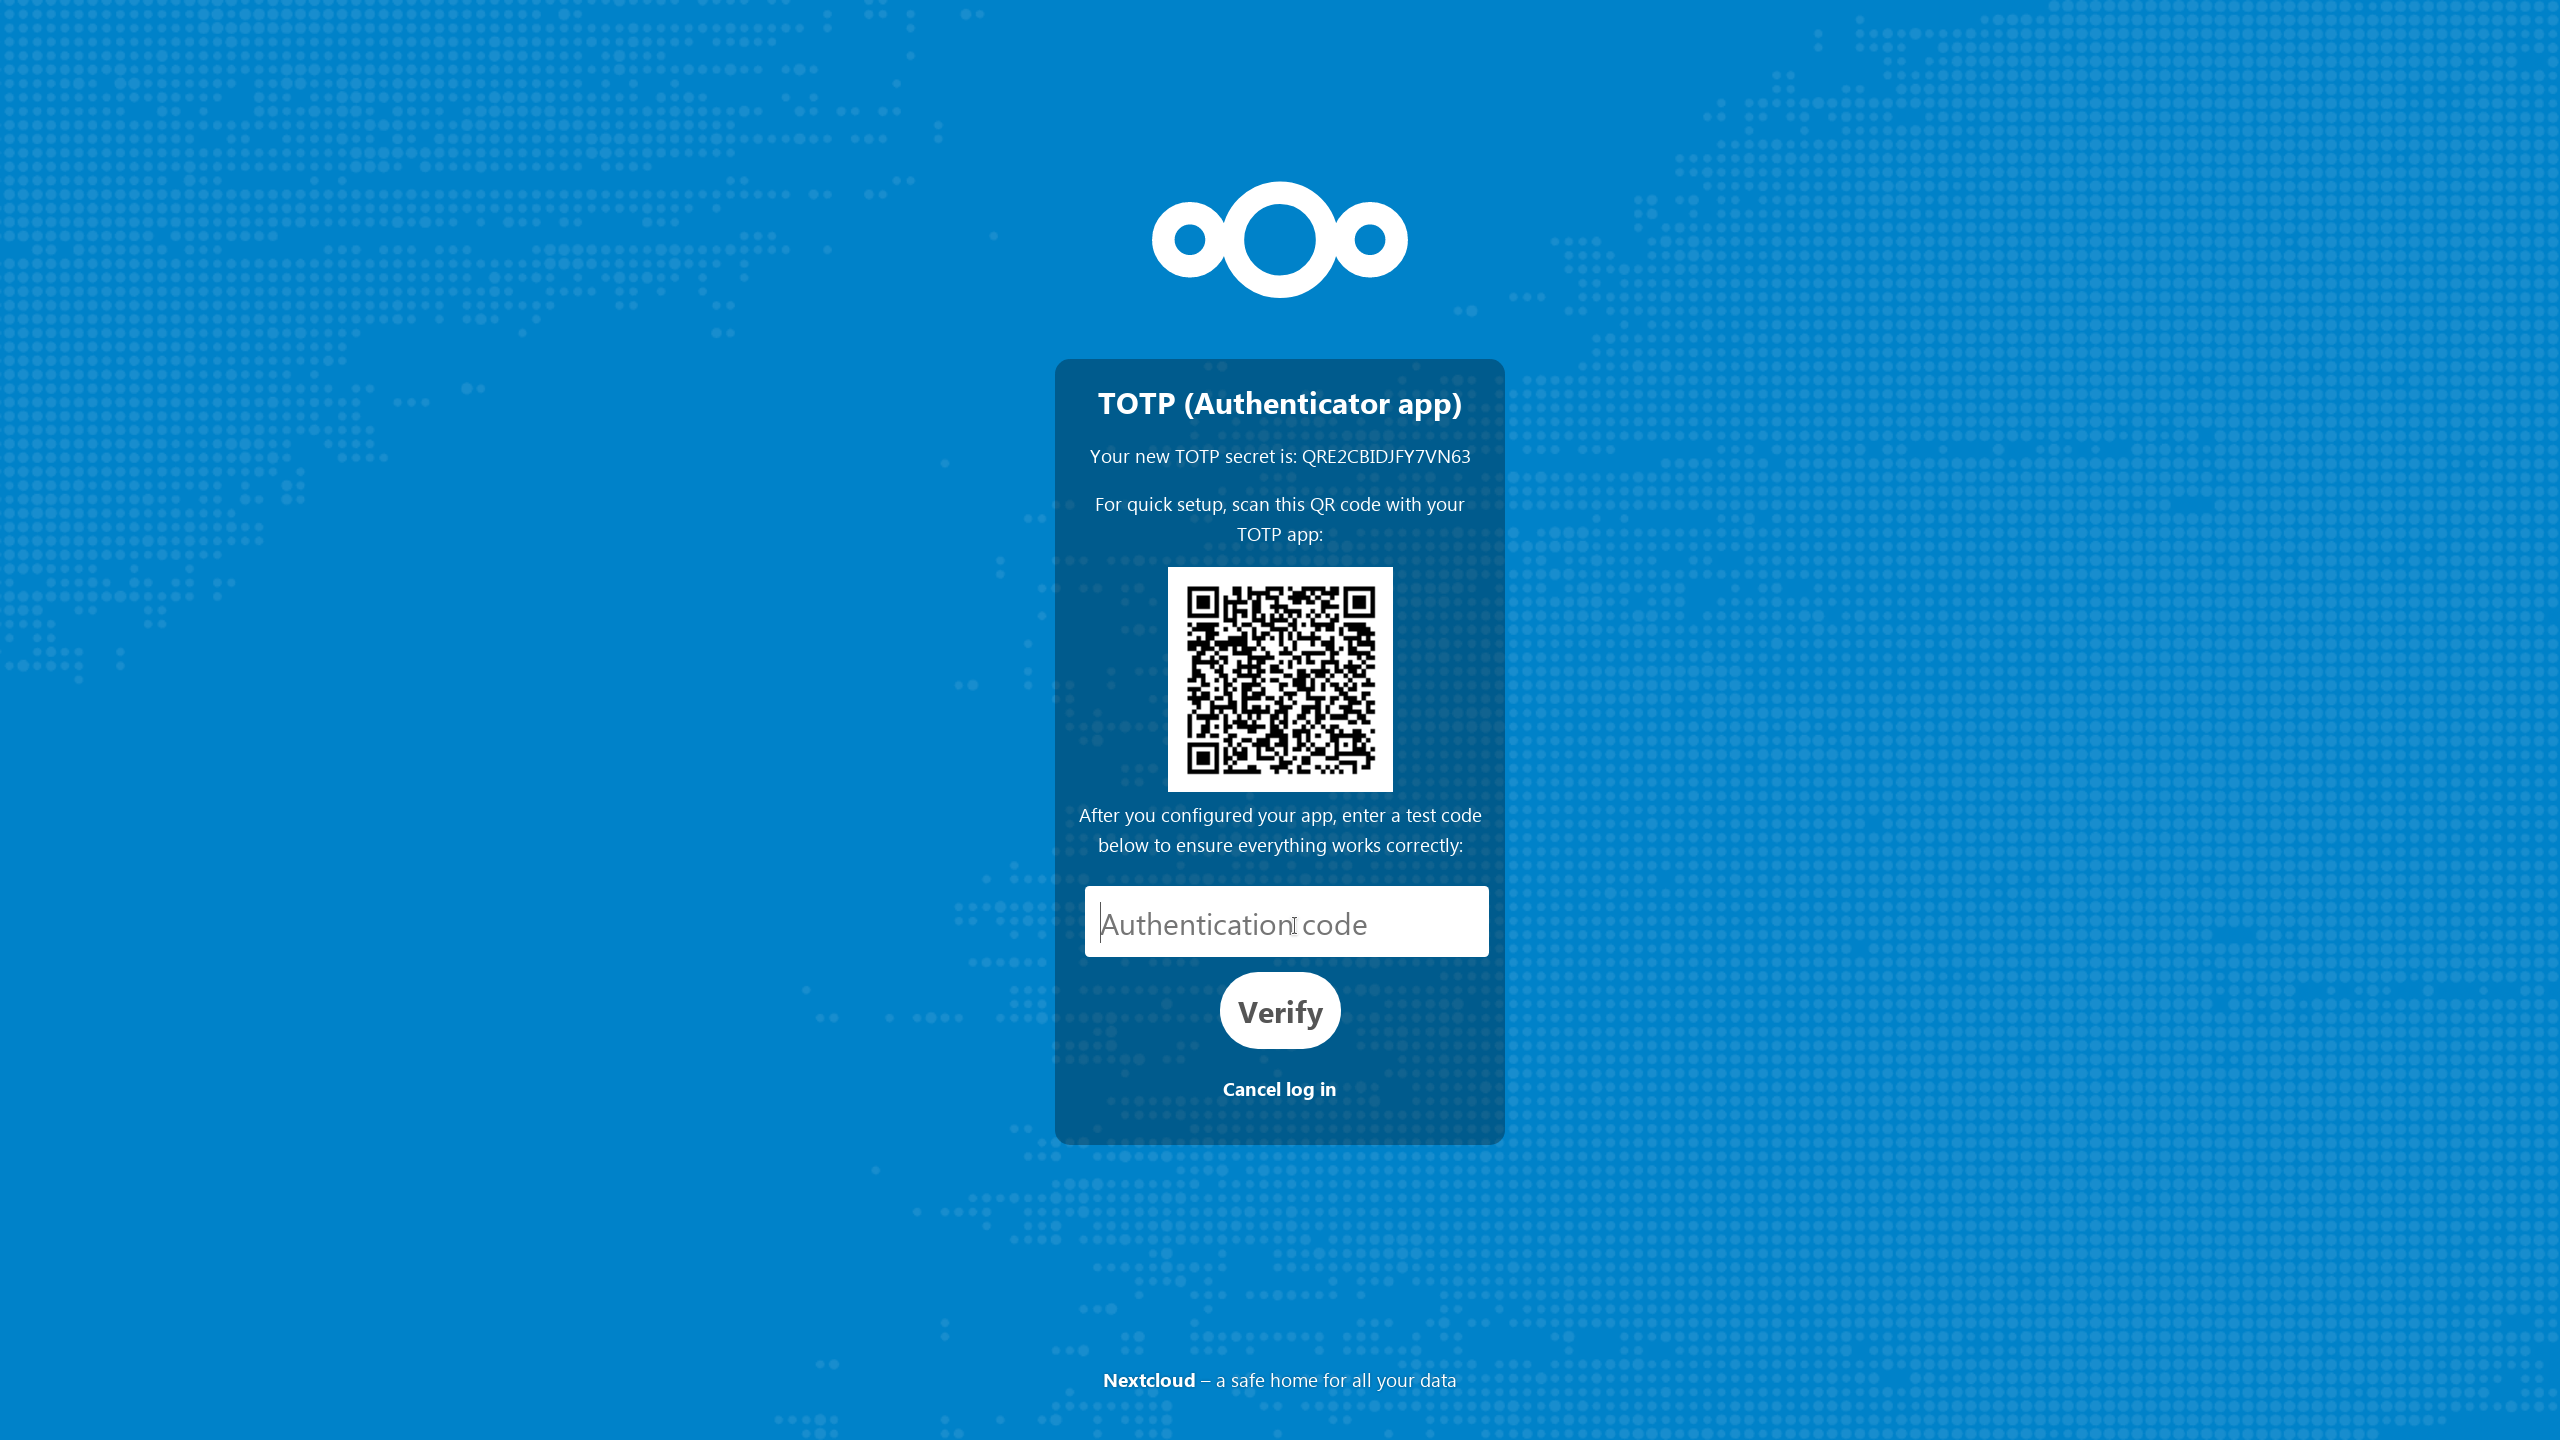 TOTP (Authenticator app)
Your new TOTP secret is: QRE2CBIDJFY7VN63
For quick setup, scan this QR code with your
TOTP app:
After you configured your app, enter a test code
below to ensure everything works correctly:
Authentication code
Verify
Cancel log in
Nextcloud – a safe home for all your data